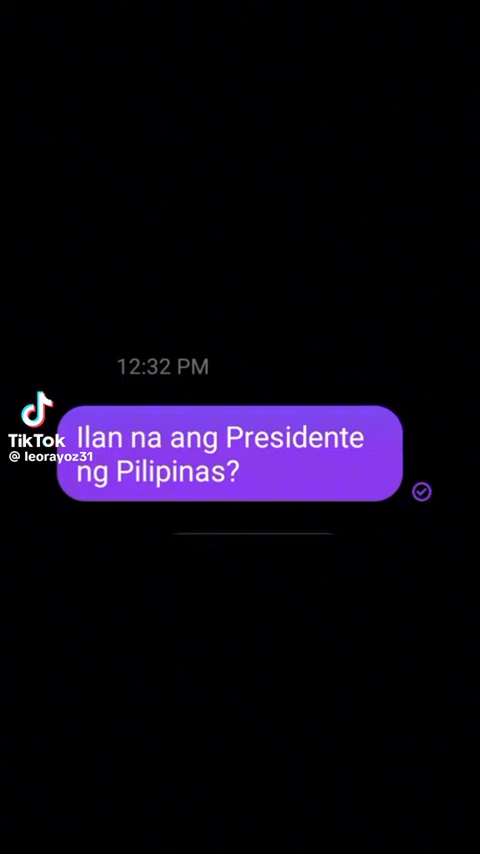 12:32 PM
Ilan na ang Presidente
ng Pilipinas?
TikTok
@ leorayoz31